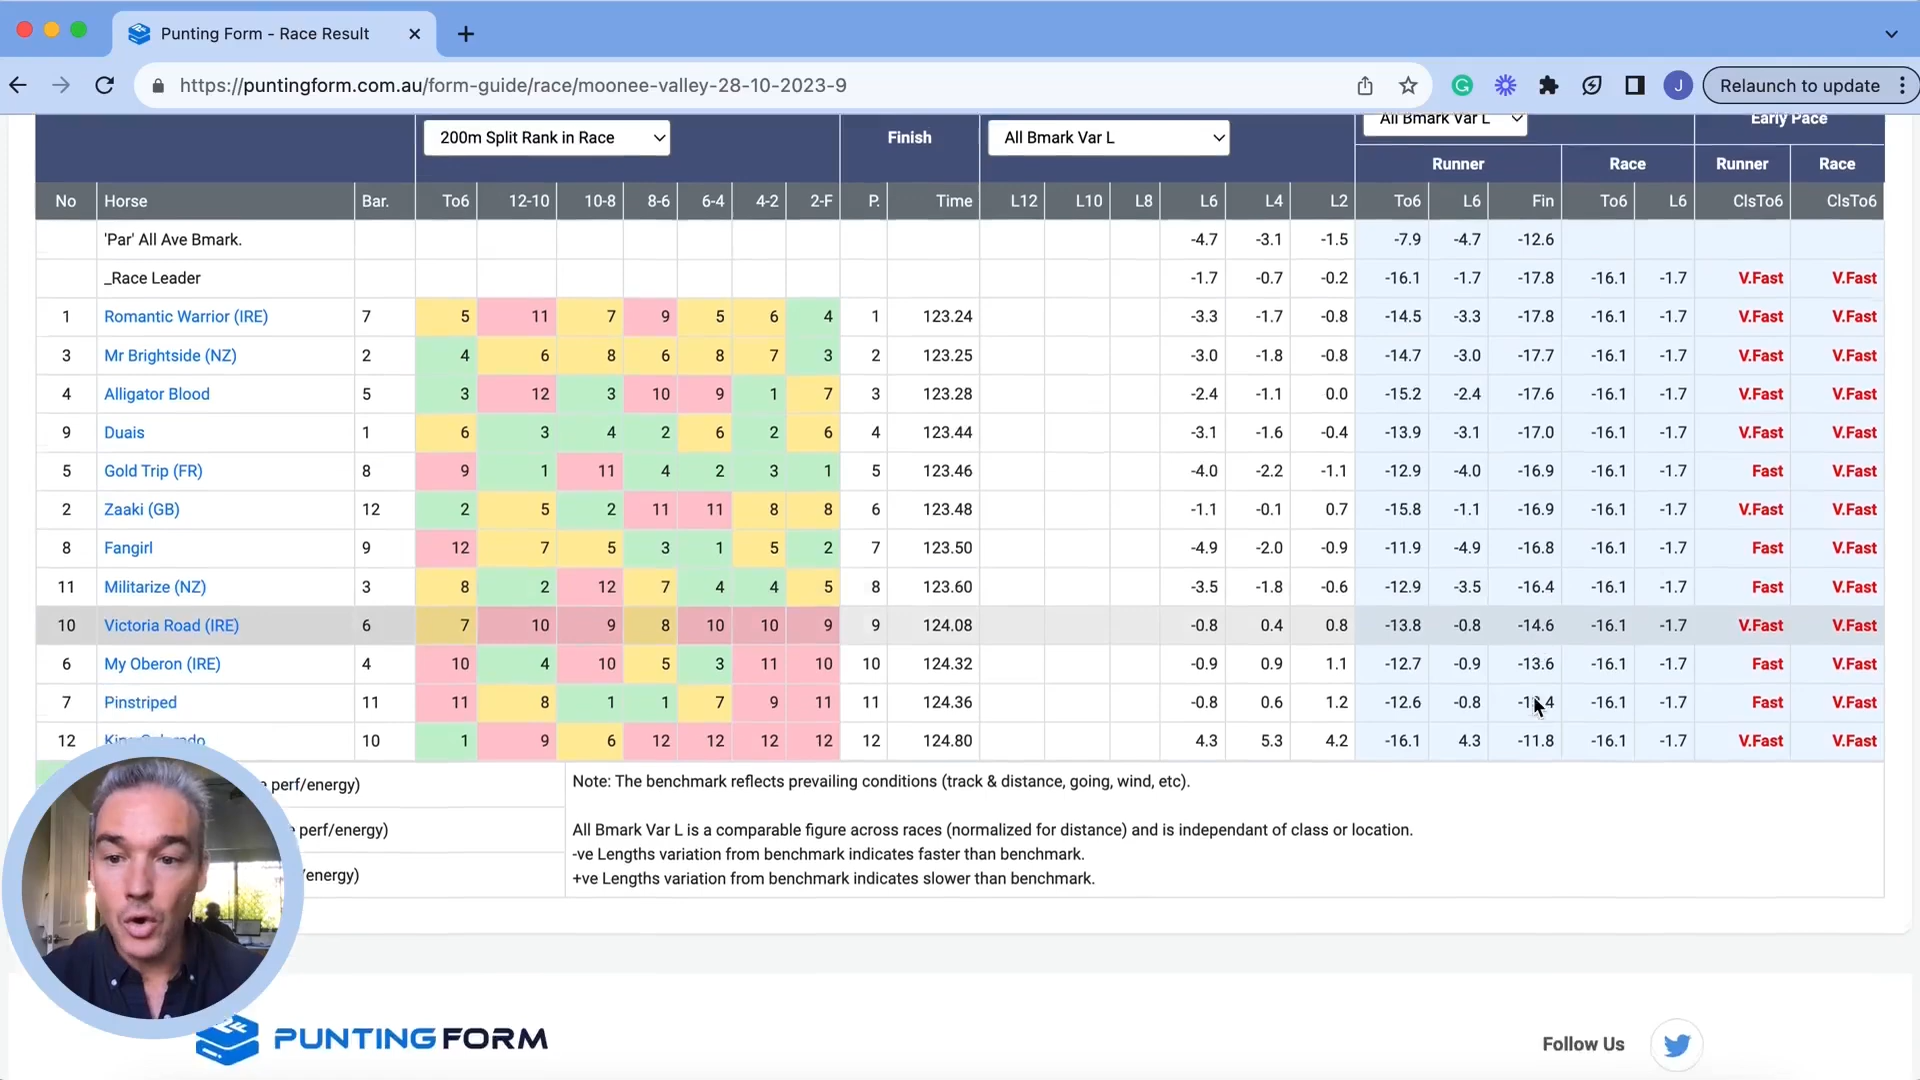 Punting Form - Race Result
https://puntingform.com.au/form-guide/race/moonee-valley-28-10-2023-9
J
Relaunch to update
200m Split Rank in Race Finish All Bmark Var L All Bmark Var L Early Pace
Runner Race Runner Race
No Horse Bar. To6 12-10 10-8 8-6 6-4 4-2 2-F P. Time L12 L10 L8 L6 L4 L2 To6 L6 Fin To6 L6 ClsTo6 ClsTo6
'Par' All Ave Bmark. -4.7 -3.1 -1.5 -7.9 -4.7 -12.6
_Race Leader -1.7 -0.7 -0.2 -16.1 -1.7 -17.8 -16.1 -1.7 V.Fast V.Fast
1 Romantic Warrior (IRE) 7 5 11 7 9 5 6 4 1 123.24 -3.3 -1.7 -0.8 -14.5 -3.3 -17.8 -16.1 -1.7 V.Fast V.Fast
3 Mr Brightside (NZ) 2 4 6 8 6 8 7 3 2 123.25 -3.0 -1.8 -0.8 -14.7 -3.0 -17.7 -16.1 -1.7 V.Fast V.Fast
4 Alligator Blood 5 3 12 3 10 9 1 7 3 123.28 -2.4 -1.1 0.0 -15.2 -2.4 -17.6 -16.1 -1.7 V.Fast V.Fast
9 Duais 1 6 3 4 2 6 2 6 4 123.44 -3.1 -1.6 -0.4 -13.9 -3.1 -17.0 -16.1 -1.7 V.Fast V.Fast
5 Gold Trip (FR) 8 9 1 11 4 2 3 1 5 123.46 -4.0 -2.2 -1.1 -12.9 -4.0 -16.9 -16.1 -1.7 Fast V.Fast
2 Zaaki (GB) 12 2 5 2 11 11 8 8 6 123.48 -1.1 -0.1 0.7 -15.8 -1.1 -16.9 -16.1 -1.7 V.Fast V.Fast
8 Fangirl 9 12 7 5 3 1 5 2 7 123.50 -4.9 -2.0 -0.9 -11.9 -4.9 -16.8 -16.1 -1.7 Fast V.Fast
11 Militarize (NZ) 3 8 2 12 7 4 4 5 8 123.60 -3.5 -1.8 -0.6 -12.9 -3.5 -16.4 -16.1 -1.7 Fast V.Fast
10 Victoria Road (IRE) 6 7 10 9 8 10 10 9 9 124.08 -0.8 0.4 0.8 -13.8 -0.8 -14.6 -16.1 -1.7 V.Fast V.Fast
6 My Oberon (IRE) 4 10 4 10 5 3 11 10 10 124.32 -0.9 0.9 1.1 -12.7 -0.9 -13.6 -16.1 -1.7 Fast V.Fast
7 Pinstriped 11 11 8 1 1 7 9 11 11 124.36 -0.8 0.6 1.2 -12.6 -0.8 -16.1 -1.7 Fast V.Fast
12 10 1 9 6 12 12 12 12 12 124.80 4.3 5.3 4.2 -16.1 4.3 -11.8 -16.1 -1.7 V.Fast V.Fast
perf/energy)
perf/energy)
/energy)
Note: The benchmark reflects prevailing conditions (track & distance, going, wind, etc).
All Bmark Var L is a comparable figure across races (normalized for distance) and is independant of class or location.
-ve Lengths variation from benchmark indicates faster than benchmark.
+ve Lengths variation from benchmark indicates slower than benchmark.
PUNTINGFORM
Follow Us